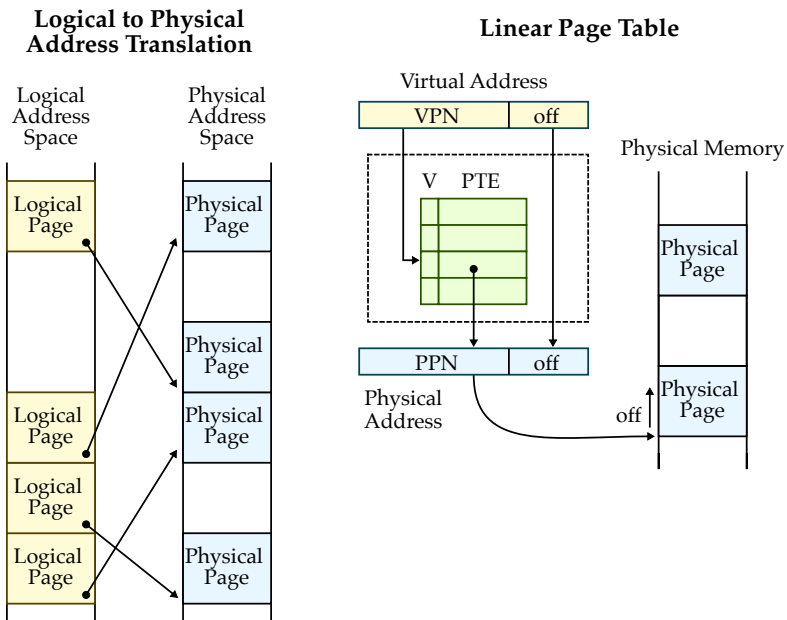 Logical to Physical
Address Translation
Logical
Address
Space
Physical
Address
Space
Logical
Page
Logical
Page
Logical
Page
Logical
Page
Physical
Page
Physical
Page
Physical
Page
Physical
Page
Linear Page Table
Virtual Address
VPN off
V PTE
PPN off
Physical
Address
Physical Memory
Physical
Page
Physical
Page
off